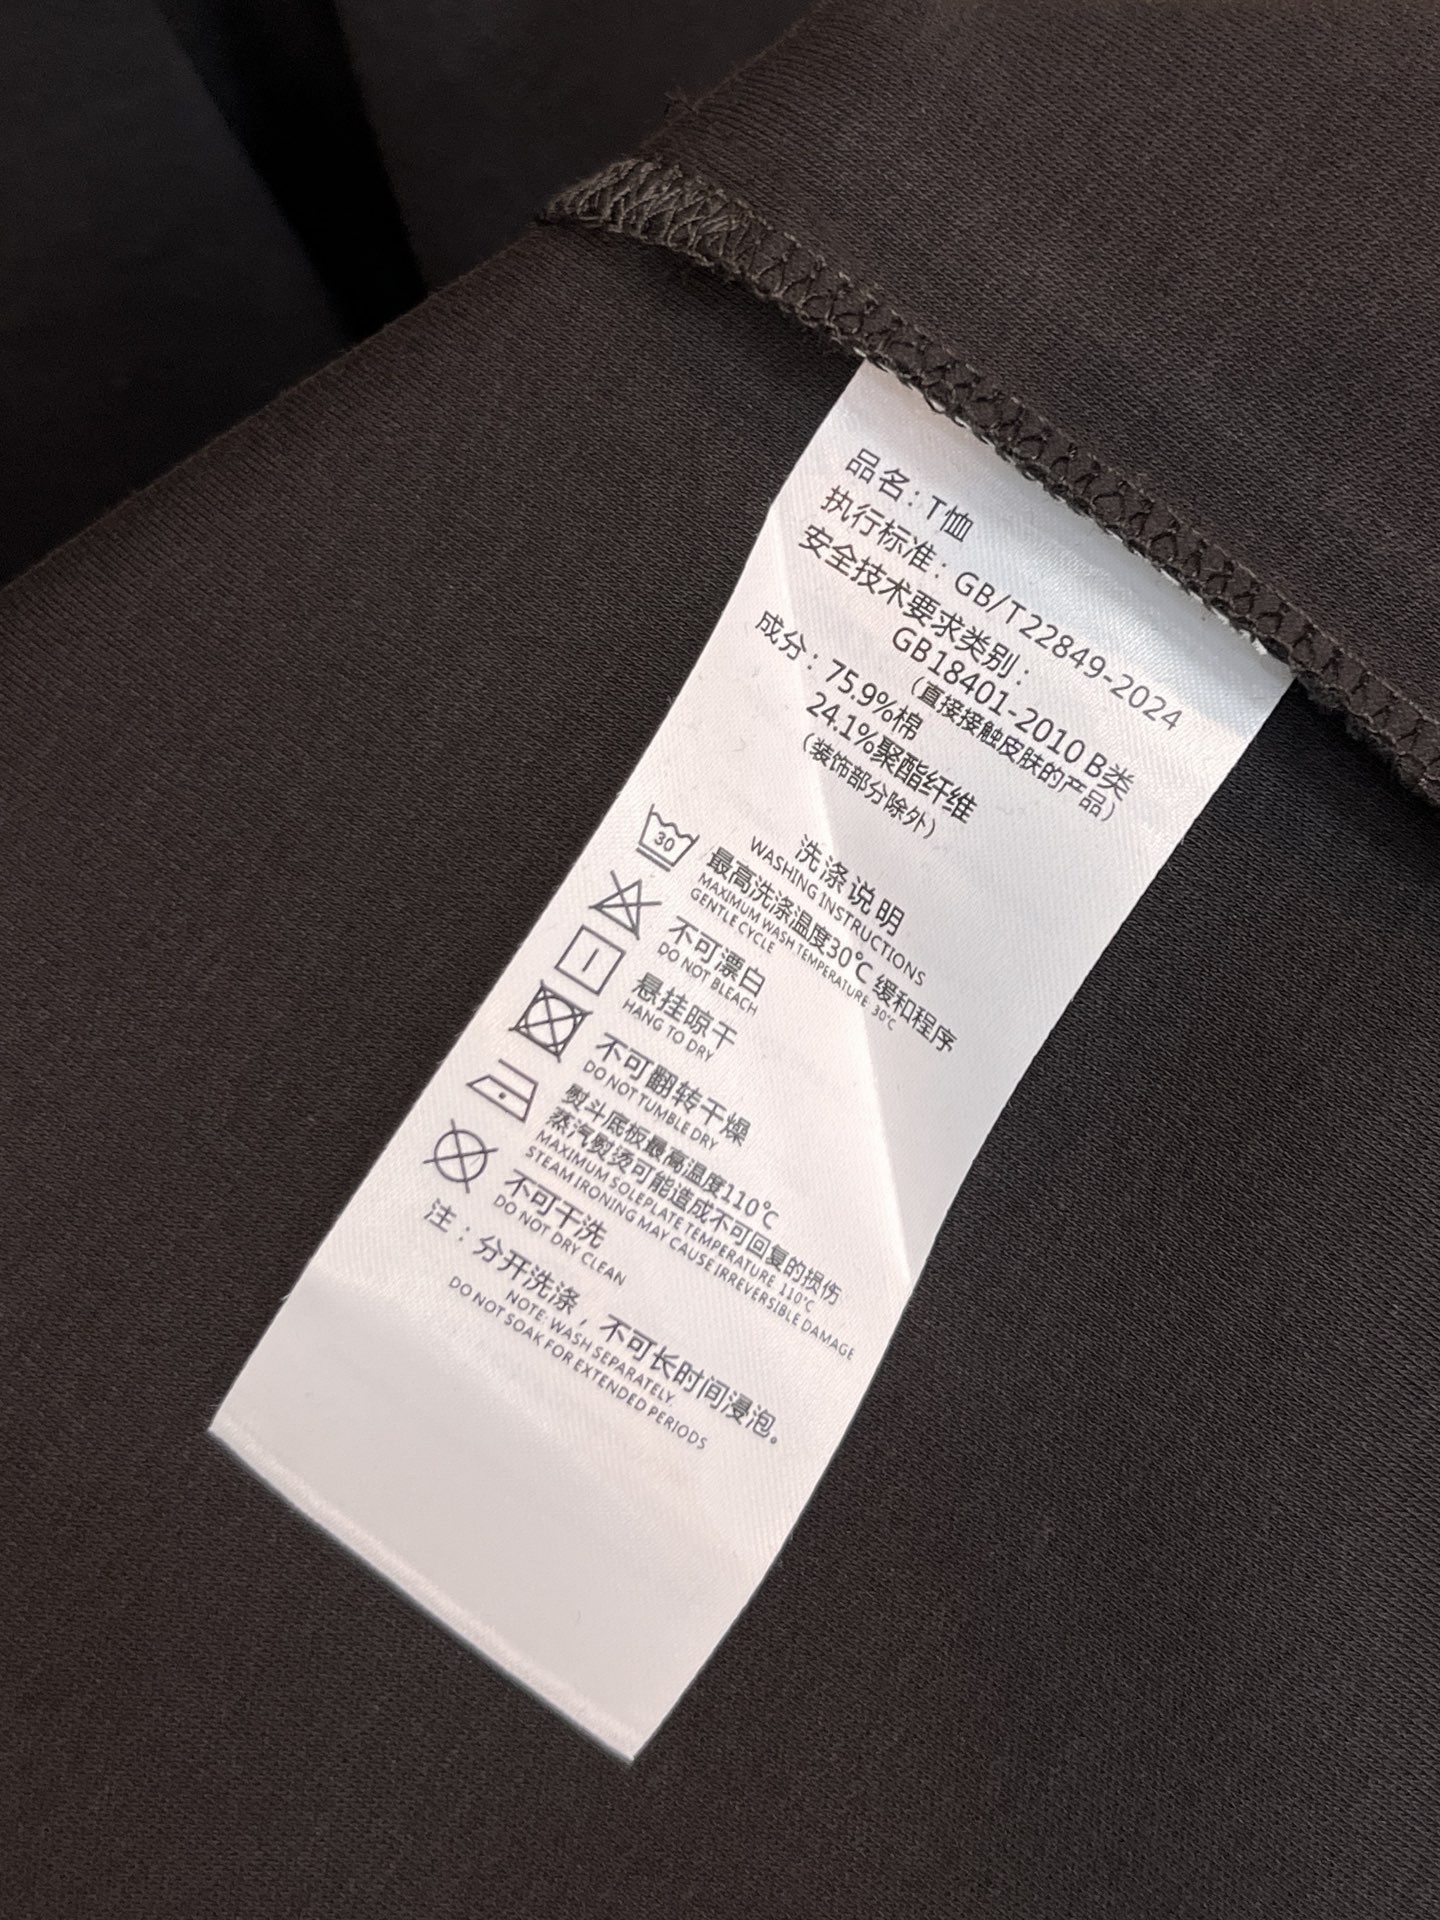 品名：T恤
执行标准：GB/T22849-2024
安全技术要求类别：
GB18401-2010 B类
（直接接触皮肤的产品）
成分：75.9%棉
24.1%聚酯纤维
（装饰部分除外）
洗涤说明
WASHING INSTRUCTIONS
30
最高洗涤温度30℃ 缓和程序
MAXIMUM WASH TEMPERATURE 30℃
GENTLE CYCLE
不可漂白
DO NOT BLEACH
悬挂晾干
HANG TO DRY
不可翻转干燥
DO NOT TUMBLE DRY
熨斗底板最高温度110℃
蒸汽熨烫可能造成不可回复的损伤
MAXIMUM SOLEPLATE TEMPERATURE 110℃
STEAM IRONING MAY CAUSE IRREVERSIBLE DAMAGE
不可干洗
DO NOT DRY CLEAN
注：分开洗涤，不可长时间浸泡。
NOTE: WASH SEPARATELY.
DO NOT SOAK FOR EXTENDED PERIODS